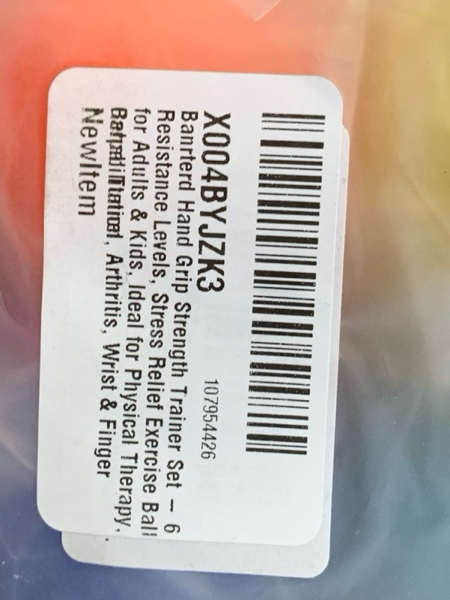 X004BYJZK3
107954426
Banrterd Hand Grip Strength Trainer Set – 6
Resistance Levels, Stress Relief Exercise Ball
for Adults & Kids, Ideal for Physical Therapy,
Arthritis, Wrist & Finger
NewItem